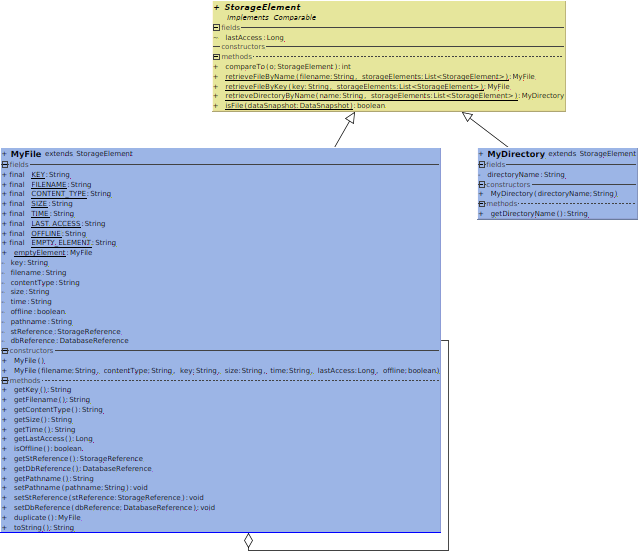 + StorageElement
implements Comparable
fields
~ lastAccess : Long
constructors
methods
+ compareTo (o: StorageElement ) : int
+ retrieveFileByName (filename: String , storageElements: List<StorageElement> ) : MyFile
+ retrieveFileByKey (key: String , storageElements: List<StorageElement> ) : MyFile
+ retrieveDirectoryByName (name: String , storageElements: List<StorageElement> ) : MyDirectory
+ isFile (dataSnapshot: DataSnapshot) : boolean
+ MyFile extends StorageElement
fields
+ final KEY : String
+ final FILENAME : String
+ final CONTENT_TYPE : String
+ final SIZE : String
+ final TIME : String
+ final LAST_ACCESS : String
+ final OFFLINE : String
+ final EMPTY_ELEMENT : String
+ emptyElement : MyFile
- key : String
- filename : String
- contentType : String
- size : String
- time : String
- offline : boolean
- pathname : String
- stReference : StorageReference
- dbReference : DatabaseReference
constructors
+ MyFile ()
+ MyFile (filename: String , contentType: String , key: String , size: String , time: String , lastAccess: Long , offline: boolean)
methods
+ getKey () : String
+ getFilename () : String
+ getContentType () : String
+ getSize () : String
+ getTime () : String
+ getLastAccess () : Long
+ isOffline () : boolean
+ getStReference () : StorageReference
+ getDbReference () : DatabaseReference
+ getPathname () : String
+ setPathname (pathname: String ) : void
+ setStReference (stReference: StorageReference ) : void
+ setDbReference (dbReference: DatabaseReference ) : void
+ duplicate () : MyFile
+ toString () : String
+ MyDirectory extends StorageElement
fields
- directoryName : String
constructors
+ MyDirectory (directoryName: String)
methods
+ getDirectoryName () : String